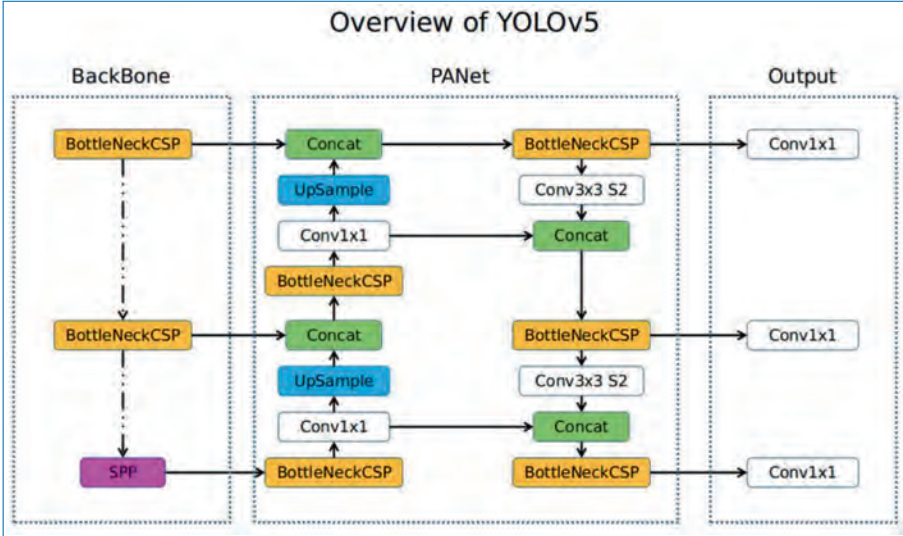 Overview of YOLOv5
BackBone
PANet
Output
BottleNeckCSP
Concat
BottleNeckCSP
Conv1x1
UpSample
Conv3x3 S2
Conv1x1
Concat
BottleNeckCSP
BottleNeckCSP
Concat
BottleNeckCSP
Conv1x1
UpSample
Conv3x3 S2
Conv1x1
Concat
SPP
BottleNeckCSP
BottleNeckCSP
Conv1x1